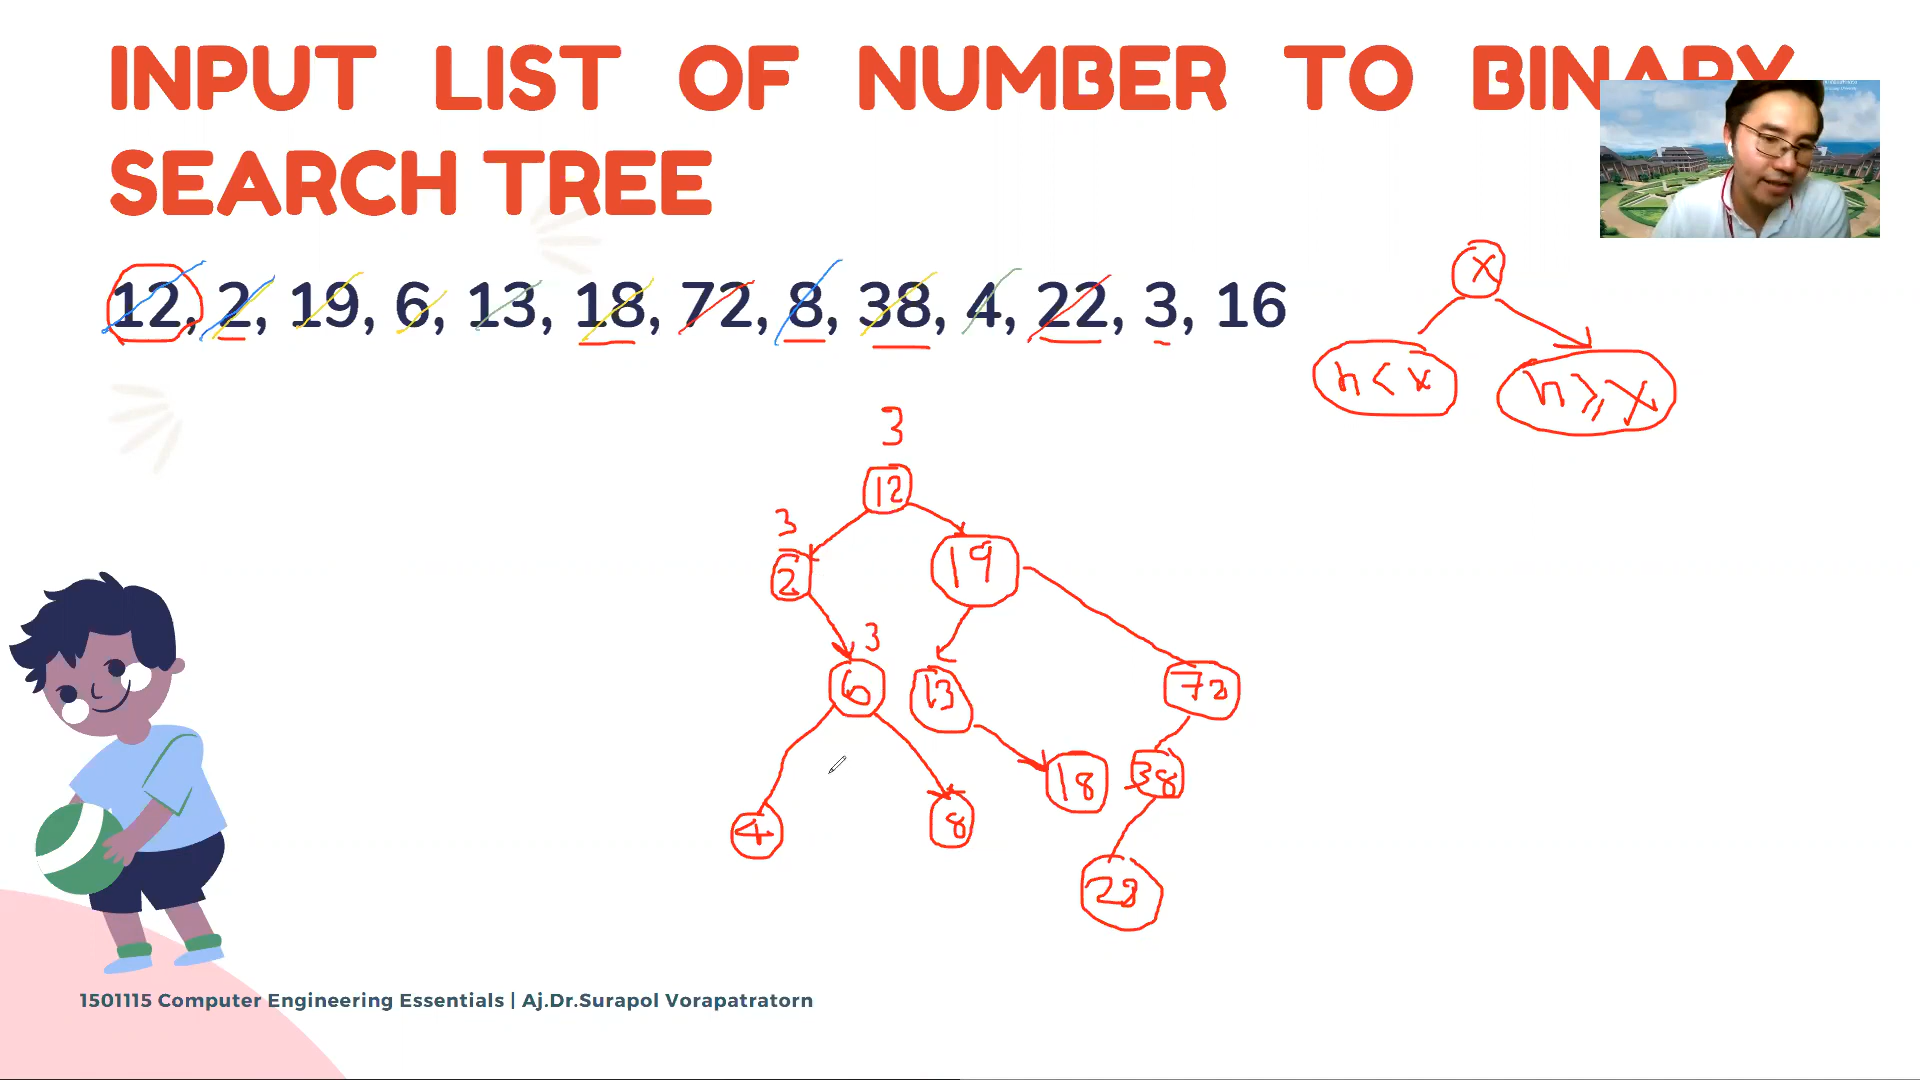 INPUT LIST OF NUMBER TO BINARY
SEARCH TREE
12, 2, 19, 6, 13, 18, 72, 8, 38, 4, 22, 3, 16
x
n < x
n ≥ x
3
12
3
2
19
3
6
13
72
18
38
4
8
22
1501115 Computer Engineering Essentials | Aj.Dr.Surapol Vorapatratorn